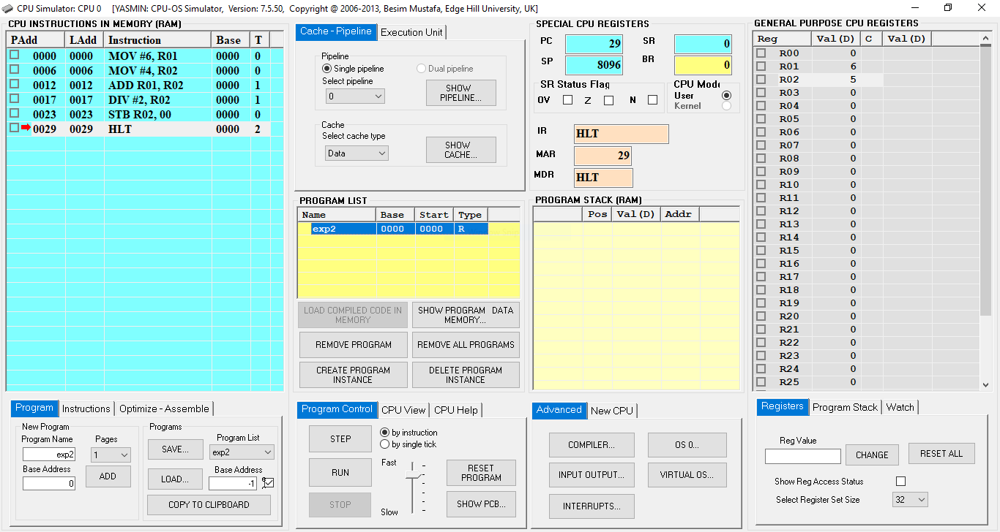 CPU Simulator: CPU 0    [YASMIN: CPU-OS Simulator,  Version: 7.5.50,  Copyright @ 2006-2013, Besim Mustafa, Edge Hill University, UK]
CPU INSTRUCTIONS IN MEMORY (RAM)
PAdd LAdd Instruction Base T
0000 0000 MOV #6, R01 0000 0
0006 0006 MOV #4, R02 0000 0
0012 0012 ADD R01, R02 0000 1
0017 0017 DIV #2, R02 0000 1
0023 0023 STB R02, 00 0000 0
0029 0029 HLT 0000 2
Cache - Pipeline Execution Unit
Pipeline
Single pipeline Dual pipeline
Select pipeline
0
SHOW
PIPELINE...
Cache
Select cache type
Data
SHOW
CACHE...
SPECIAL CPU REGISTERS
PC 29 SR 0
SP 8096 BR 0
SR Status Flag
OV Z N
CPU Mode
User
Kernel
IR HLT
MAR 29
MDR HLT
GENERAL PURPOSE CPU REGISTERS
Reg Val(D) C Val(D)
R00 0
R01 6
R02 5
R03 0
R04 0
R05 0
R06 0
R07 0
R08 0
R09 0
R10 0
R11 0
R12 0
R13 0
R14 0
R15 0
R16 0
R17 0
R18 0
R19 0
R20 0
R21 0
R22 0
R23 0
R24 0
R25 0
PROGRAM LIST
Name Base Start Type
exp2 0000 0000 R
LOAD COMPILED CODE IN
MEMORY
SHOW PROGRAM DATA
MEMORY...
REMOVE PROGRAM
REMOVE ALL PROGRAMS
CREATE PROGRAM
INSTANCE
DELETE PROGRAM
INSTANCE
PROGRAM STACK (RAM)
Pos Val(D) Addr
Program Instructions Optimize - Assemble
New Program
Program Name Pages
exp2 1
Base Address
0
ADD
Programs
SAVE...
Program List
exp2
LOAD...
Base Address
-1
COPY TO CLIPBOARD
Program Control CPU View CPU Help
STEP
by instruction
by single tick
RUN
STOP
Fast
Slow
RESET
PROGRAM
SHOW PCB...
Advanced New CPU
COMPILER... OS 0...
INPUT OUTPUT... VIRTUAL OS...
INTERRUPTS...
Registers Program Stack Watch
Reg Value
CHANGE
RESET ALL
Show Reg Access Status
Select Register Set Size 32